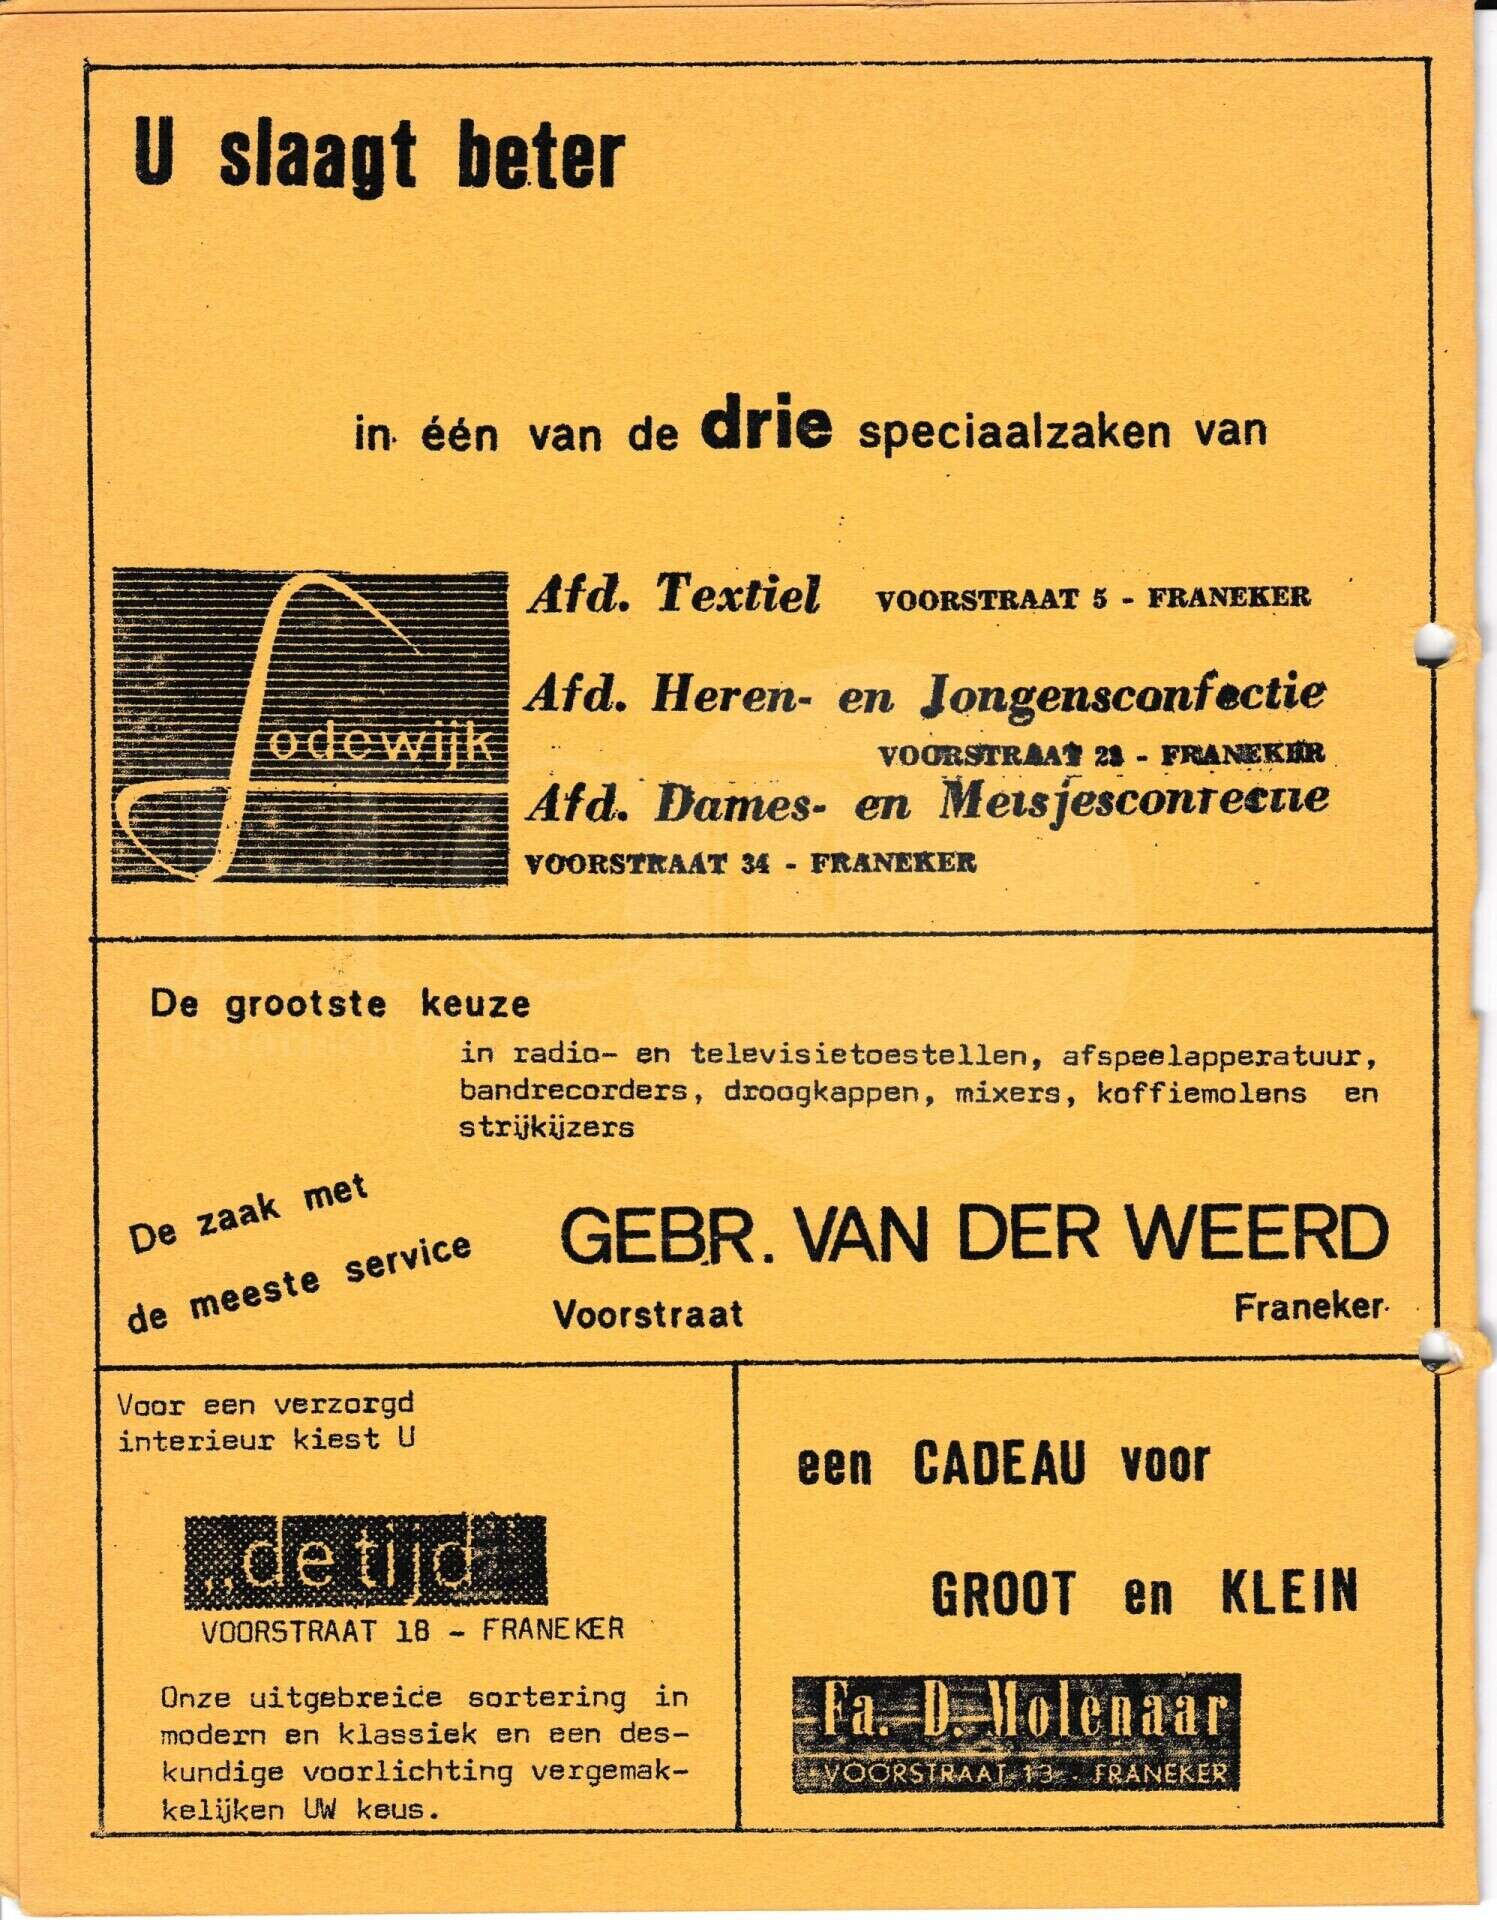 U slaagt beter
in één van de drie speciaalzaken van
Lodewijk
Afd. Textiel VOORSTRAAT 5 - FRANEKER
Afd. Heren- en Jongensconfectie
VOORSTRAAT 28 - FRANEKER
Afd. Dames- en Meisjesconfectie
VOORSTRAAT 34 - FRANEKER
De grootste keuze
in radio- en televisietoestellen, afspeelapperatuur,
bandrecorders, droogkappen, mixers, koffiemolens en
strijkijzers
De zaak met
de meeste service
GEBR. VAN DER WEERD
Voorstraat Franeker
Voor een verzorgd
interieur kiest U
„de tijd”
VOORSTRAAT 18 - FRANEKER
Onze uitgebreide sortering in
modern en klassiek en een des-
kundige voorlichting vergemak-
kelijken UW keus.
een CADEAU voor
GROOT en KLEIN
Fa. D. Molenaar
VOORSTRAAT 13 - FRANEKER